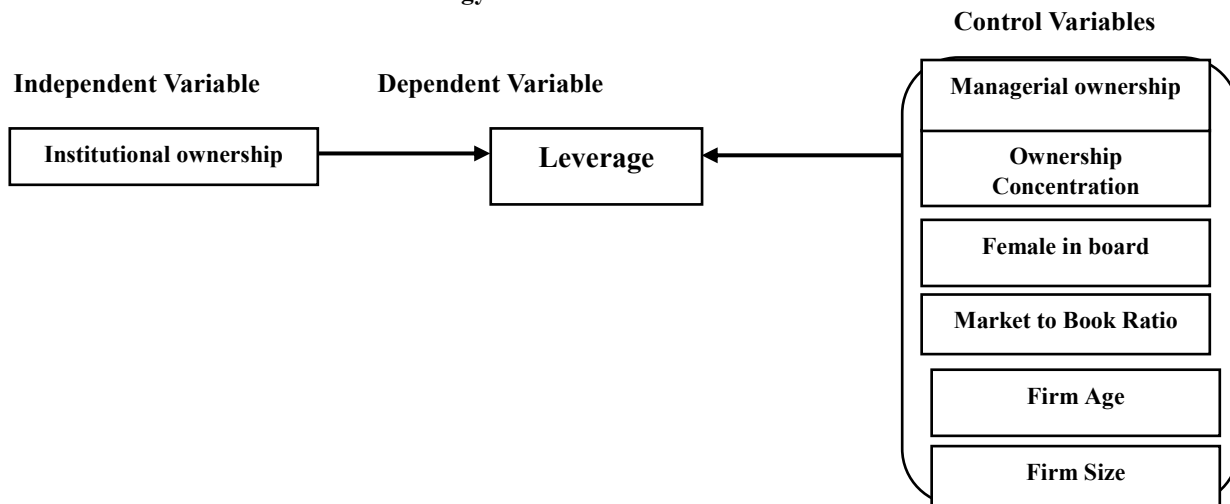 gy
Control Variables
Independent Variable
Dependent Variable
Managerial ownership
Institutional ownership
Leverage
Ownership
Concentration
Female in board
Market to Book Ratio
Firm Age
Firm Size